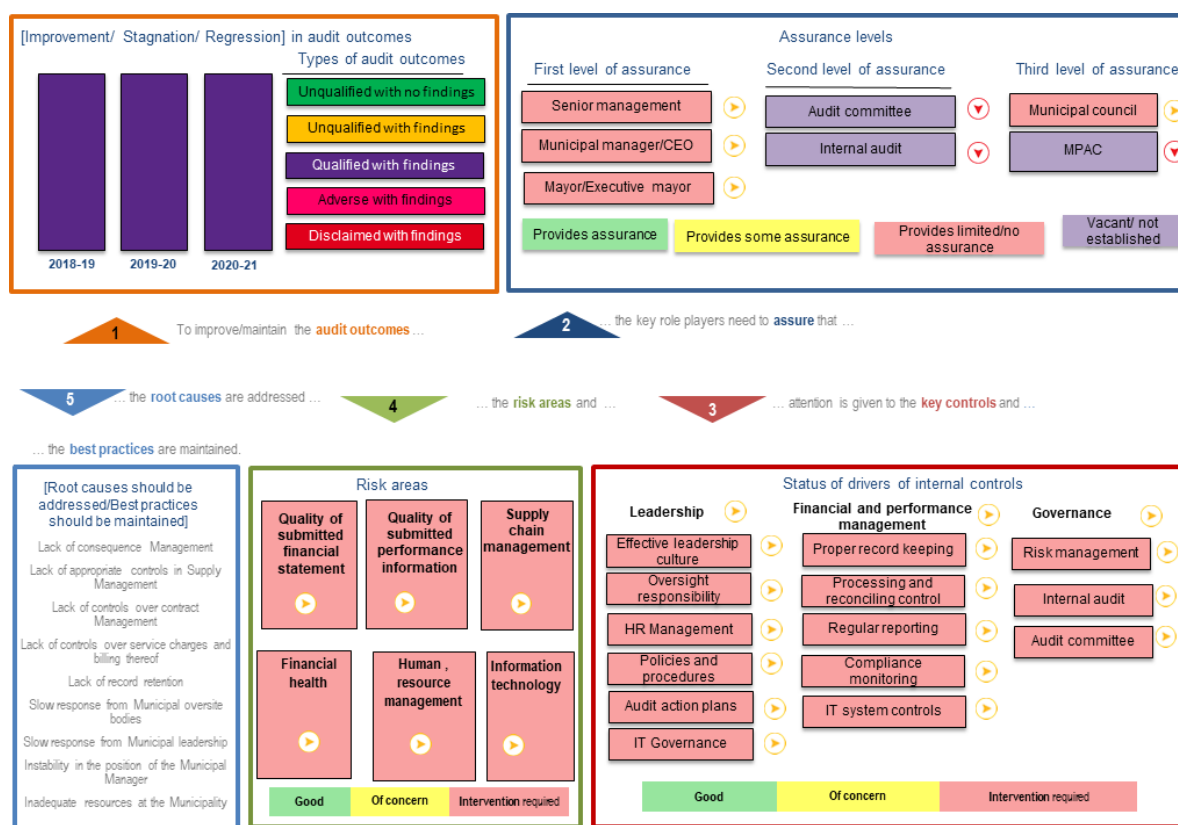 [Improvement/ Stagnation/ Regression] in audit outcomes
Types of audit outcomes
Unqualified with no findings
Unqualified with findings
Qualified with findings
Adverse with findings
Disclaimed with findings
2018-19
2019-20
2020-21
Assurance levels
First level of assurance
Second level of assurance
Third level of assurance
Senior management
Municipal manager/CEO
Mayor/Executive mayor
Audit committee
Internal audit
Municipal council
MPAC
Provides assurance
Provides some assurance
Provides limited/no
assurance
Vacant/ not
established
1
To improve/maintain the audit outcomes ...
2
... the key role players need to assure that ...
5
... the root causes are addressed ...
4
... the risk areas and ...
3
... attention is given to the key controls and ...
... the best practices are maintained.
[Root causes should be
addressed/Best practices
should be maintained]
Lack of consequence Management
Lack of appropriate controls in Supply
Management
Lack of controls over contract
Management
Lack of controls over service charges and
billing thereof
Lack of record retention
Slow response from Municipal oversite
bodies
Slow response from Municipal leadership
Instability in the position of the Municipal
Manager
Inadequate resources at the Municipality
Risk areas
Quality of
submitted
financial
statement
Quality of
submitted
performance
information
Supply
chain
management
Financial
health
Human ,
resource
management
Information
technology
Good
Of concern
Intervention required
Status of drivers of internal controls
Leadership
Effective leadership
culture
Oversight
responsibility
HR Management
Policies and
procedures
Audit action plans
IT Governance
Financial and performance
management
Proper record keeping
Processing and
reconciling control
Regular reporting
Compliance
monitoring
IT system controls
Governance
Risk management
Internal audit
Audit committee
Good
Of concern
Intervention required